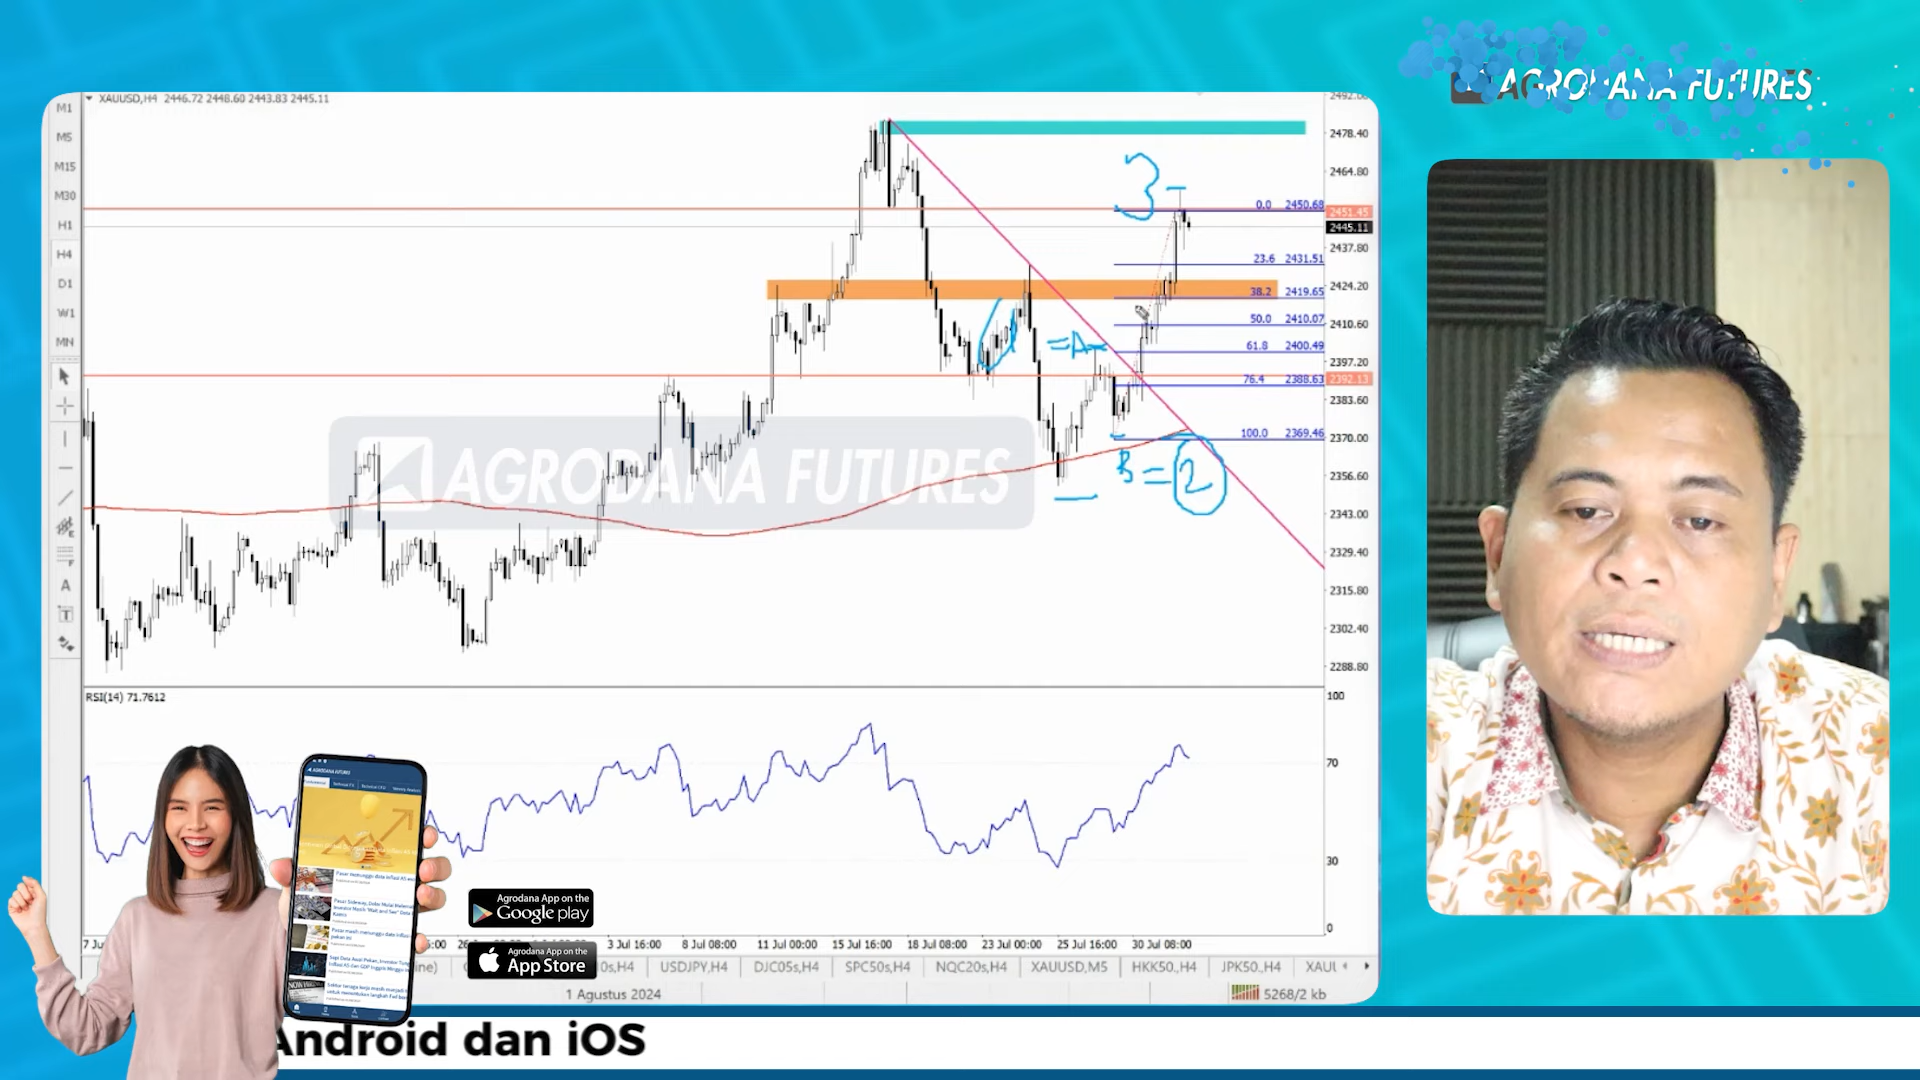 AGRODANA FUTURES
M1
M5
M15
M30
H1
H4
D1
W1
MN
A
T
XAUUSD,H4 2446.72 2448.60 2443.83 2445.11
2478.40
2464.80
2451.45
2445.11
2437.80
2424.20
2410.60
2397.20
2392.13
2383.60
2370.00
2356.60
2343.00
2329.40
2315.80
2302.40
2288.80
0.0 2450.68
23.6 2431.51
38.2 2419.65
50.0 2410.07
61.8 2400.49
76.4 2388.63
100.0 2369.46
3
B = 2
AGRODANA FUTURES
RSI(14) 71.7612
100
70
30
0
3 Jul 16:00
8 Jul 08:00
11 Jul 00:00
15 Jul 16:00
18 Jul 08:00
23 Jul 00:00
25 Jul 16:00
30 Jul 08:00
USDJPY,H4
DJC05s,H4
SPC50s,H4
NQC20s,H4
XAUUSD,M5
HKK50.,H4
JPK50.,H4
1 Agustus 2024
5268/2 kb
AGRODANA FUTURES
Agrodana App on the
Google play
Agrodana App on the
App Store
Android dan iOS